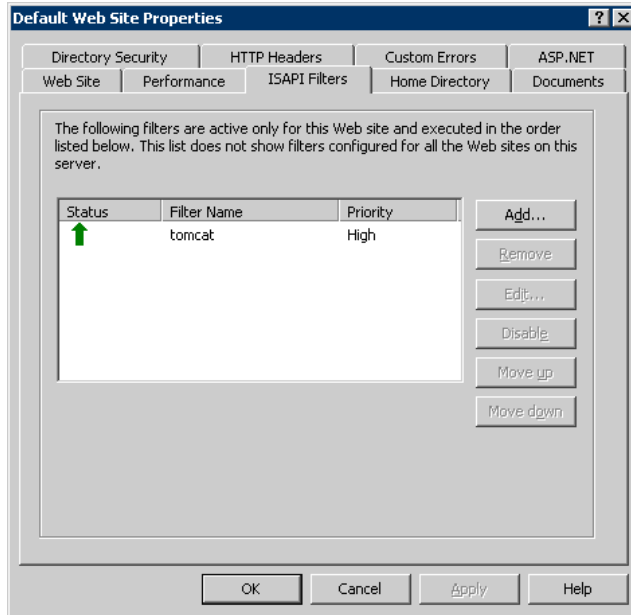 Default Web Site Properties
Directory Security HTTP Headers Custom Errors ASP.NET
Web Site Performance ISAPI Filters Home Directory Documents
The following filters are active only for this Web site and executed in the order
listed below. This list does not show filters configured for all the Web sites on this
server.
Status Filter Name Priority
tomcat High
Add...
Remove
Edit...
Disable
Move up
Move down
OK Cancel Apply Help